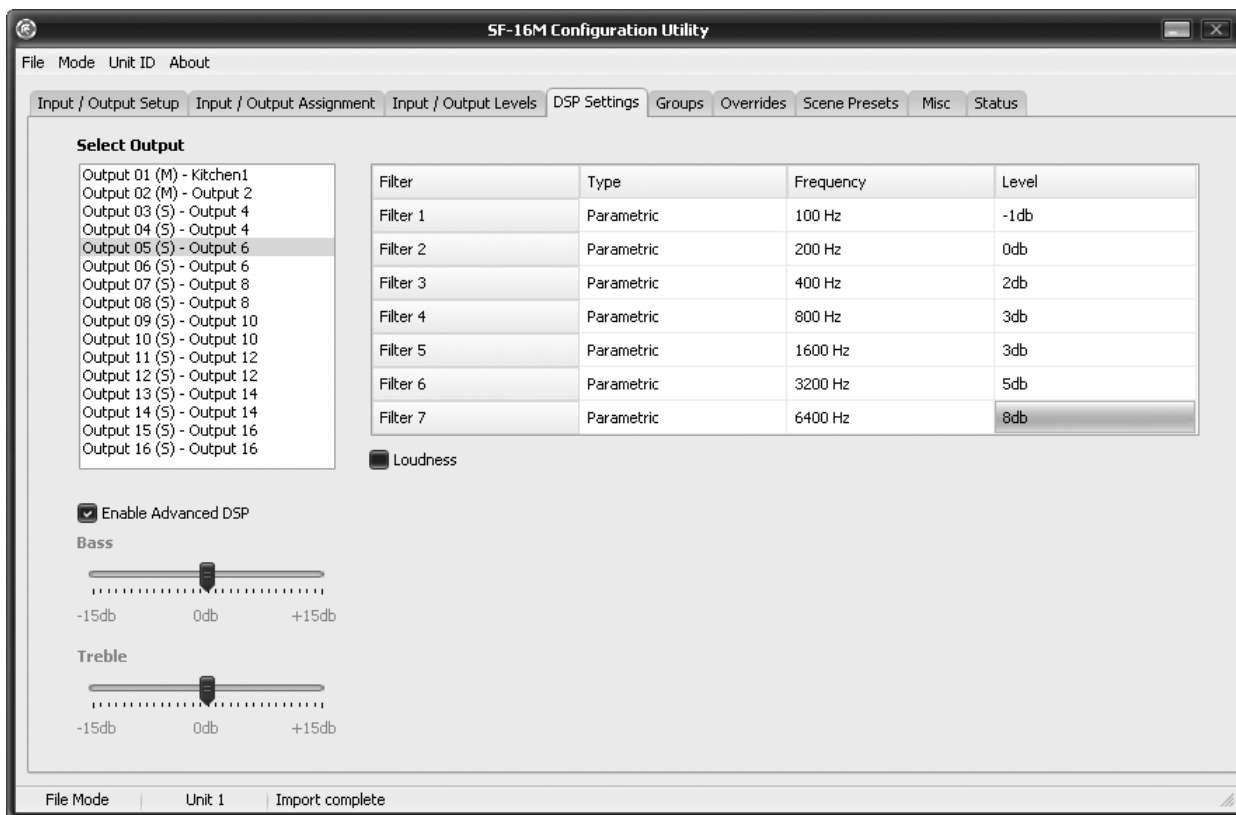 SF-16M Configuration Utility
File Mode Unit ID About
Input / Output Setup Input / Output Assignment Input / Output Levels DSP Settings Groups Overrides Scene Presets Misc Status
Select Output
Output 01 (M) - Kitchen1
Output 02 (M) - Output 2
Output 03 (S) - Output 4
Output 04 (S) - Output 4
Output 05 (S) - Output 6
Output 06 (S) - Output 6
Output 07 (S) - Output 8
Output 08 (S) - Output 8
Output 09 (S) - Output 10
Output 10 (S) - Output 10
Output 11 (S) - Output 12
Output 12 (S) - Output 12
Output 13 (S) - Output 14
Output 14 (S) - Output 14
Output 15 (S) - Output 16
Output 16 (S) - Output 16
Filter Type Frequency Level
Filter 1 Parametric 100 Hz -1db
Filter 2 Parametric 200 Hz 0db
Filter 3 Parametric 400 Hz 2db
Filter 4 Parametric 800 Hz 3db
Filter 5 Parametric 1600 Hz 3db
Filter 6 Parametric 3200 Hz 5db
Filter 7 Parametric 6400 Hz 8db
Loudness
Enable Advanced DSP
Bass
-15db 0db +15db
Treble
-15db 0db +15db
File Mode Unit 1 Import complete